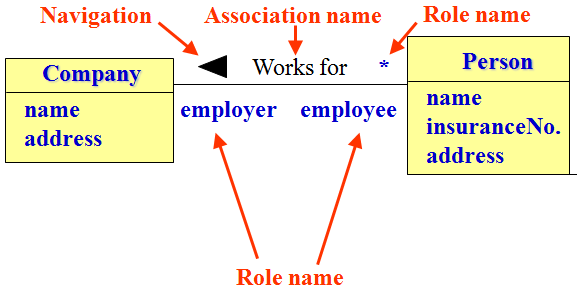 Navigation Association name Role name
Works for *
Company Person
name employer employee name
address insuranceNo.
address
Role name